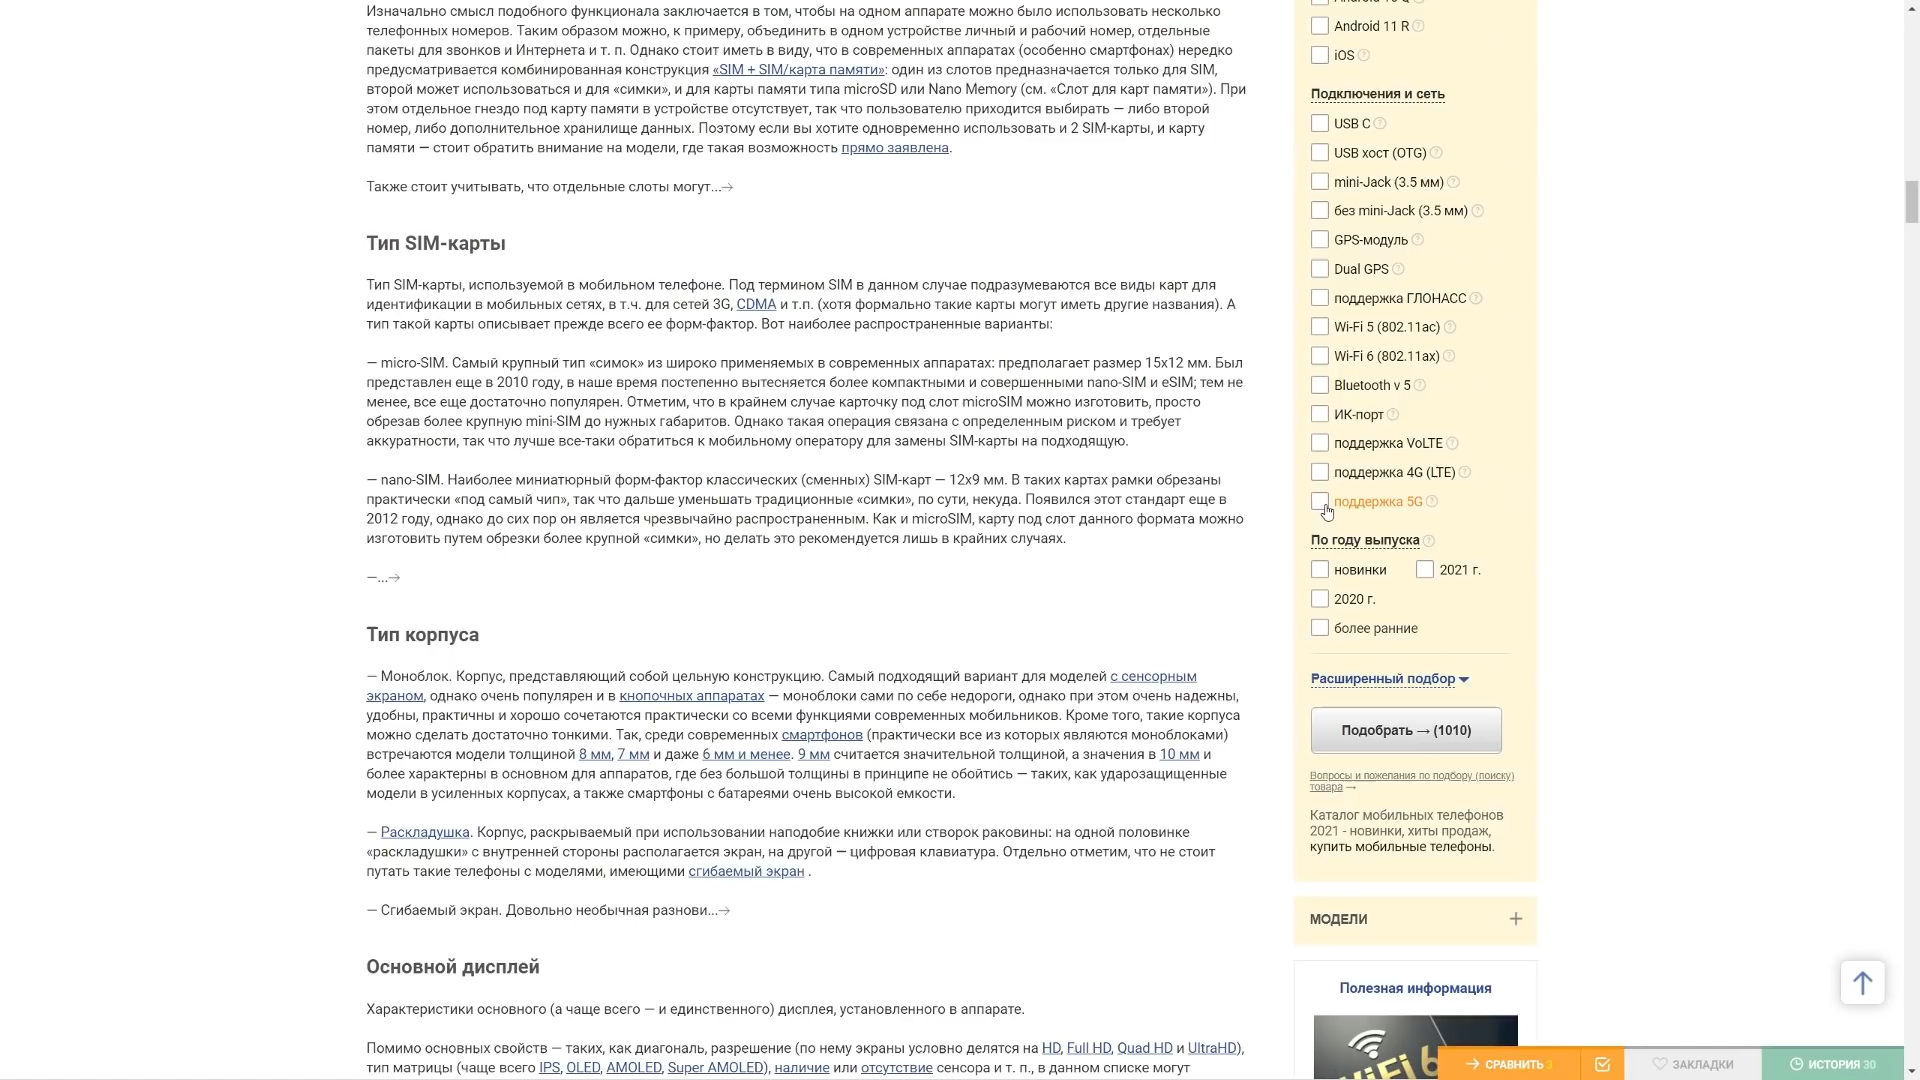 Изначально смысл подобного функционала заключается в том, чтобы на одном аппарате можно было использовать несколько
телефонных номеров. Таким образом можно, к примеру, объединить в одном устройстве личный и рабочий номер, отдельные
пакеты для звонков и Интернета и т. п. Однако стоит иметь в виду, что в современных аппаратах (особенно смартфонах) нередко
предусматривается комбинированная конструкция «SIM + SIM/карта памяти»: один из слотов предназначается только для SIM,
второй может использоваться и для «симки», и для карты памяти типа microSD или Nano Memory (см. «Слот для карт памяти»). При
этом отдельное гнездо под карту памяти в устройстве отсутствует, так что пользователю приходится выбирать — либо второй
номер, либо дополнительное хранилище данных. Поэтому если вы хотите одновременно использовать и 2 SIM-карты, и карту
памяти — стоит обратить внимание на модели, где такая возможность прямо заявлена.
Также стоит учитывать, что отдельные слоты могут...→
Тип SIM-карты
Тип SIM-карты, используемой в мобильном телефоне. Под термином SIM в данном случае подразумеваются все виды карт для
идентификации в мобильных сетях, в т.ч. для сетей 3G, CDMA и т.п. (хотя формально такие карты могут иметь другие названия). А
тип такой карты описывает прежде всего ее форм-фактор. Вот наиболее распространенные варианты:
— micro-SIM. Самый крупный тип «симок» из широко применяемых в современных аппаратах: предполагает размер 15х12 мм. Был
представлен еще в 2010 году, в наше время постепенно вытесняется более компактными и совершенными nano-SIM и eSIM; тем не
менее, все еще достаточно популярен. Отметим, что в крайнем случае карточку под слот microSIM можно изготовить, просто
обрезав более крупную mini-SIM до нужных габаритов. Однако такая операция связана с определенным риском и требует
аккуратности, так что лучше все-таки обратиться к мобильному оператору для замены SIM-карты на подходящую.
— nano-SIM. Наиболее миниатюрный форм-фактор классических (сменных) SIM-карт — 12х9 мм. В таких картах рамки обрезаны
практически «под самый чип», так что дальше уменьшать традиционные «симки», по сути, некуда. Появился этот стандарт еще в
2012 году, однако до сих пор он является чрезвычайно распространенным. Как и microSIM, карту под слот данного формата можно
изготовить путем обрезки более крупной «симки», но делать это рекомендуется лишь в крайних случаях.
—...→
Тип корпуса
— Моноблок. Корпус, представляющий собой цельную конструкцию. Самый подходящий вариант для моделей с сенсорным
экраном, однако очень популярен и в кнопочных аппаратах — моноблоки сами по себе недороги, однако при этом очень надежны,
удобны, практичны и хорошо сочетаются практически со всеми функциями современных мобильников. Кроме того, такие корпуса
можно сделать достаточно тонкими. Так, среди современных смартфонов (практически все из которых являются моноблоками)
встречаются модели толщиной 8 мм, 7 мм и даже 6 мм и менее. 9 мм считается значительной толщиной, а значения в 10 мм и
более характерны в основном для аппаратов, где без большой толщины в принципе не обойтись — таких, как ударозащищенные
модели в усиленных корпусах, а также смартфоны с батареями очень высокой емкости.
— Раскладушка. Корпус, раскрываемый при использовании наподобие книжки или створок раковины: на одной половинке
«раскладушки» с внутренней стороны располагается экран, на другой — цифровая клавиатура. Отдельно отметим, что не стоит
путать такие телефоны с моделями, имеющими сгибаемый экран .
— Сгибаемый экран. Довольно необычная разнови...→
Основной дисплей
Характеристики основного (а чаще всего — и единственного) дисплея, установленного в аппарате.
Помимо основных свойств — таких, как диагональ, разрешение (по нему экраны условно делятся на HD, Full HD, Quad HD и UltraHD),
тип матрицы (чаще всего IPS, OLED, AMOLED, Super AMOLED), наличие или отсутствие сенсора и т. п., в данном списке могут
Android 11 R
iOS
Подключения и сеть
USB C
USB хост (OTG)
mini-Jack (3.5 мм)
без mini-Jack (3.5 мм)
GPS-модуль
Dual GPS
поддержка ГЛОНАСС
Wi-Fi 5 (802.11ac)
Wi-Fi 6 (802.11ax)
Bluetooth v 5
ИК-порт
поддержка VoLTE
поддержка 4G (LTE)
поддержка 5G
По году выпуска
новинки 2021 г.
2020 г.
более ранние
Расширенный подбор
Подобрать → (1010)
Вопросы и пожелания по подбору (поиску)
товара →
Каталог мобильных телефонов
2021 - новинки, хиты продаж,
купить мобильные телефоны.
МОДЕЛИ
Полезная информация
→ СРАВНИТЬ ЗАКЛАДКИ ИСТОРИЯ 30